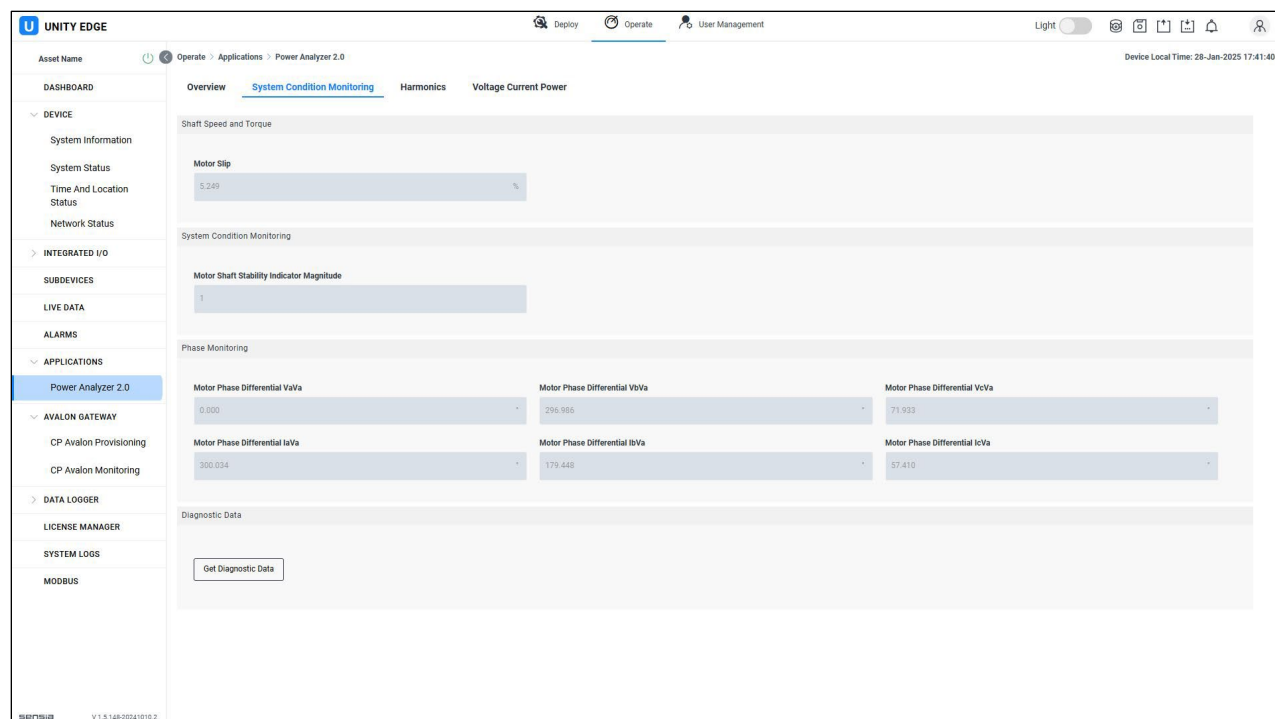 U UNITY EDGE
Deploy
Operate
User Management
Light
Asset Name
Operate > Applications > Power Analyzer 2.0
Device Local Time: 28-Jan-2025 17:41:40
DASHBOARD
DEVICE
System Information
System Status
Time And Location
Status
Network Status
INTEGRATED I/O
SUBDEVICES
LIVE DATA
ALARMS
APPLICATIONS
Power Analyzer 2.0
AVALON GATEWAY
CP Avalon Provisioning
CP Avalon Monitoring
DATA LOGGER
LICENSE MANAGER
SYSTEM LOGS
MODBUS
sensia V 1.5.148-20241010.2
Overview System Condition Monitoring Harmonics Voltage Current Power
Shaft Speed and Torque
Motor Slip
5.249 %
System Condition Monitoring
Motor Shaft Stability Indicator Magnitude
1
Phase Monitoring
Motor Phase Differential VaVa Motor Phase Differential VbVa Motor Phase Differential VcVa
0.000 ° 296.986 ° 71.933 °
Motor Phase Differential IaVa Motor Phase Differential IbVa Motor Phase Differential IcVa
300.034 ° 179.448 ° 57.410 °
Diagnostic Data
Get Diagnostic Data